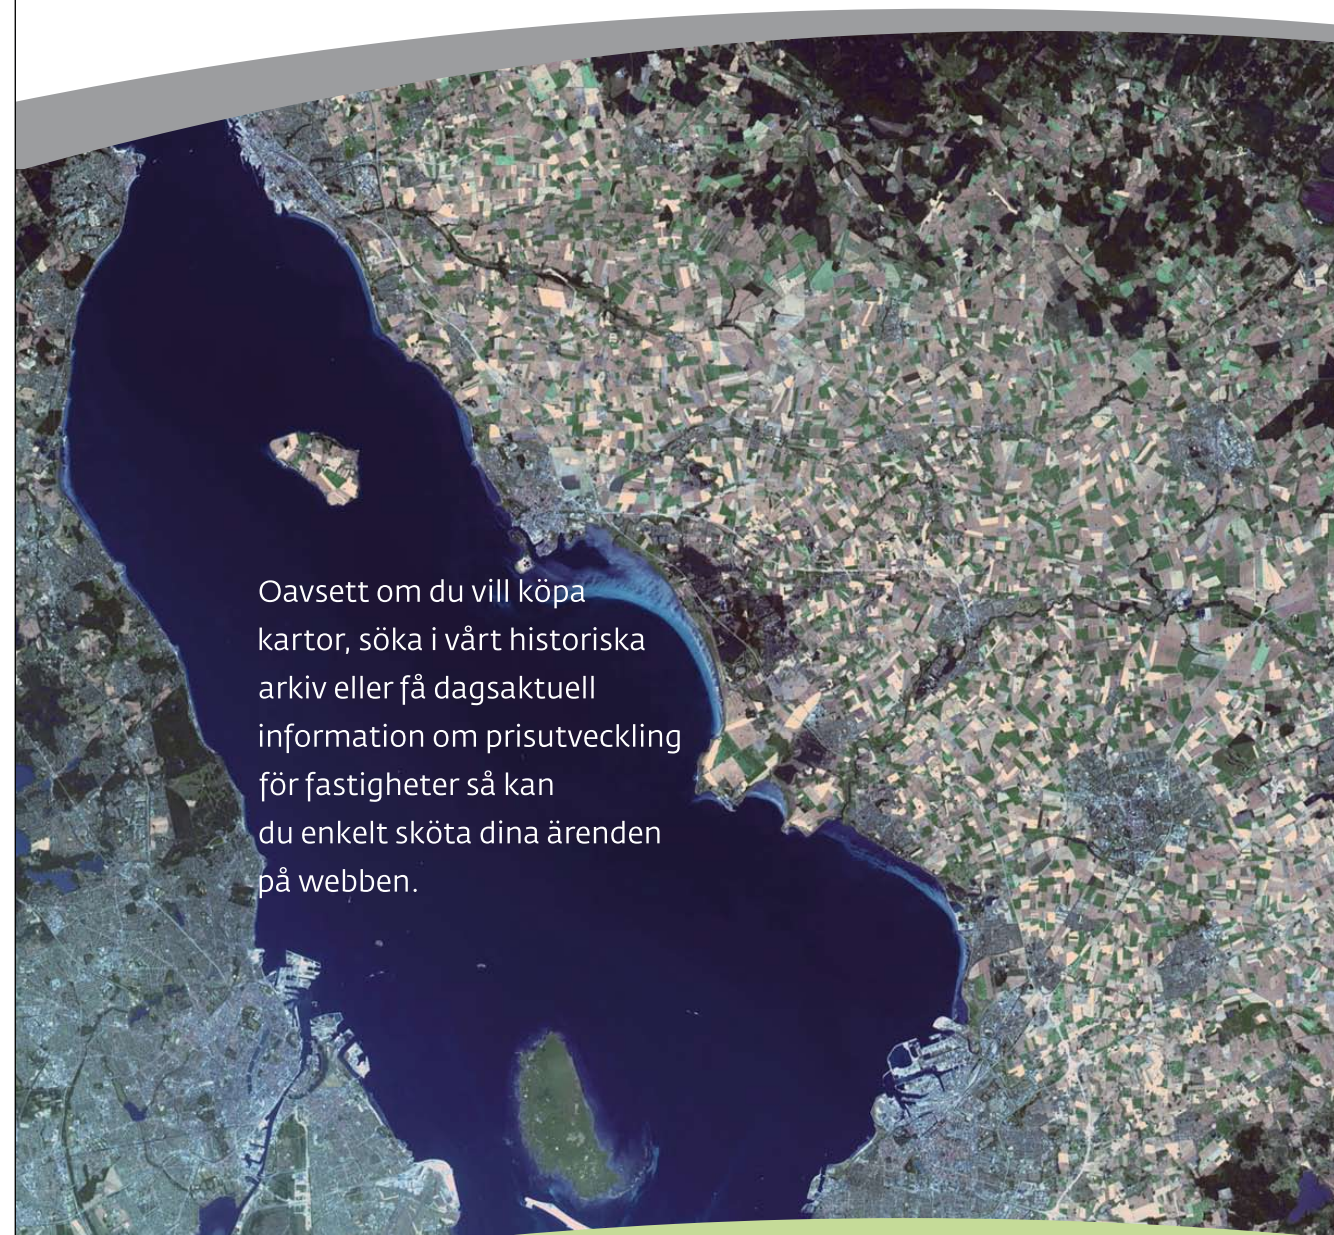 Oavsett om du vill köpa
kartor, söka i vårt historiska
arkiv eller få dagsaktuell
information om prisutveckling
för fastigheter så kan
du enkelt sköta dina ärenden
på webben.